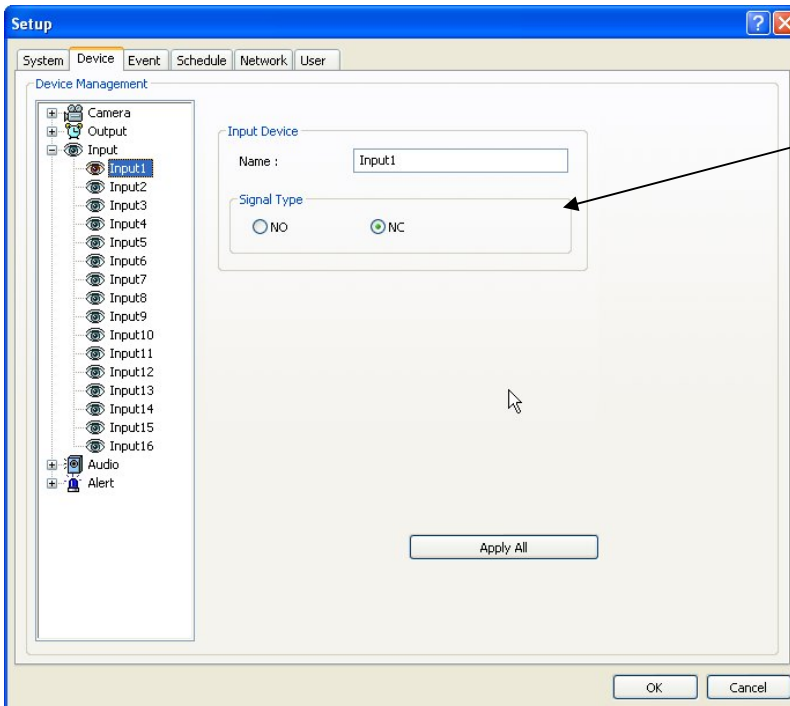 Setup
System Device Event Schedule Network User
Device Management
Camera
Output
Input
Input1
Input2
Input3
Input4
Input5
Input6
Input7
Input8
Input9
Input10
Input11
Input12
Input13
Input14
Input15
Input16
Audio
Alert
Input Device
Name : Input1
Signal Type
NO NC
Apply All
OK Cancel